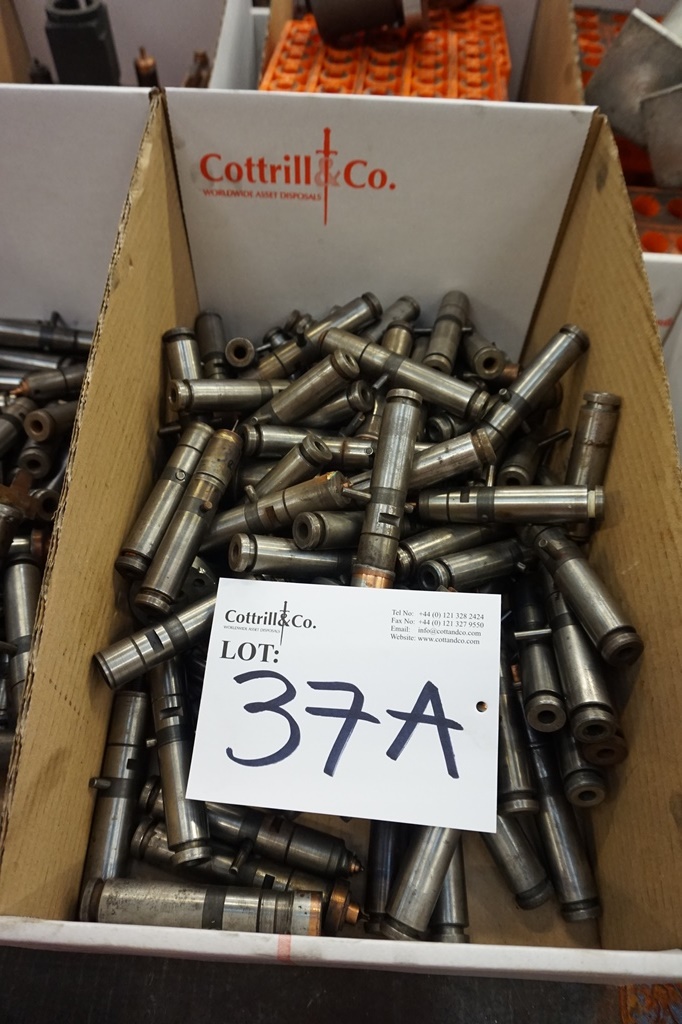 Cottrill&Co.
WORLDWIDE ASSET DISPOSALS
Cottrill&Co.
WORLDWIDE ASSET DISPOSALS
Tel No: +44 (0) 121 328 2424
Fax No: +44 (0) 121 327 9550
Email: info@cottandco.com
Website: www.cottandco.com
LOT:
37A